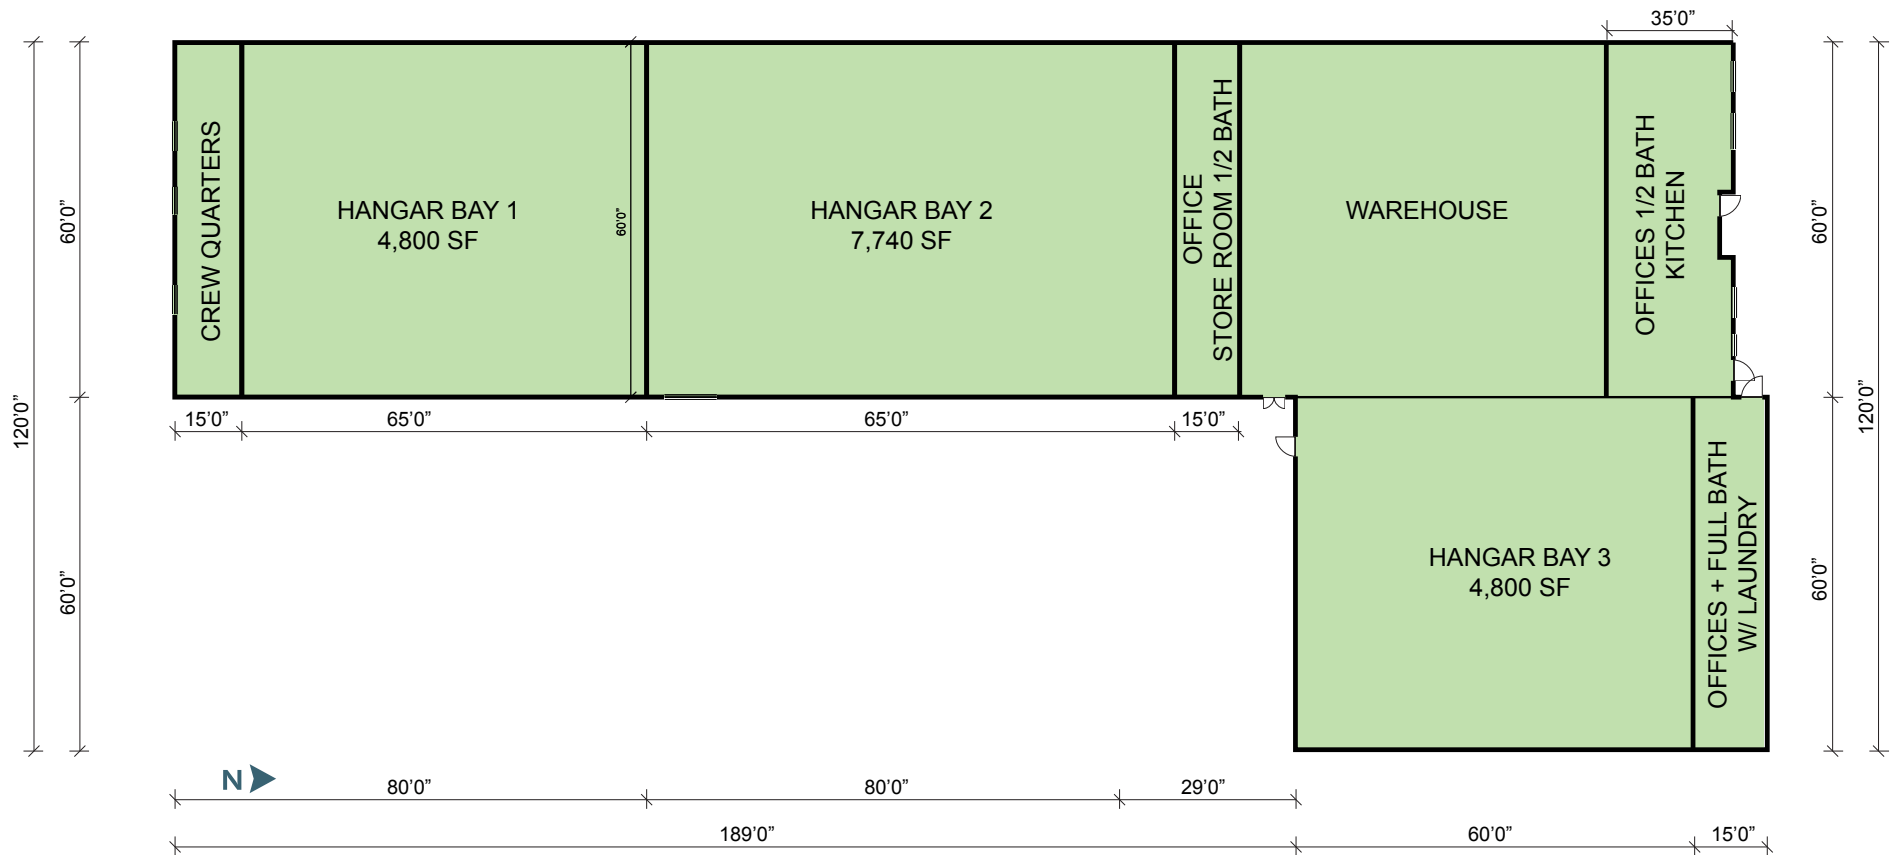 35'0”
CREW QUARTERS
HANGAR BAY 1
4,800 SF
60'0”
HANGAR BAY 2
7,740 SF
OFFICE
STORE ROOM 1/2 BATH
WAREHOUSE
OFFICES 1/2 BATH
KITCHEN
60'0”
60'0”
120'0”
120'0”
15'0”
65'0”
65'0”
15'0”
HANGAR BAY 3
4,800 SF
OFFICES + FULL BATH
W/ LAUNDRY
60'0”
60'0”
N
80'0”
80'0”
29'0”
189'0”
60'0”
15'0”